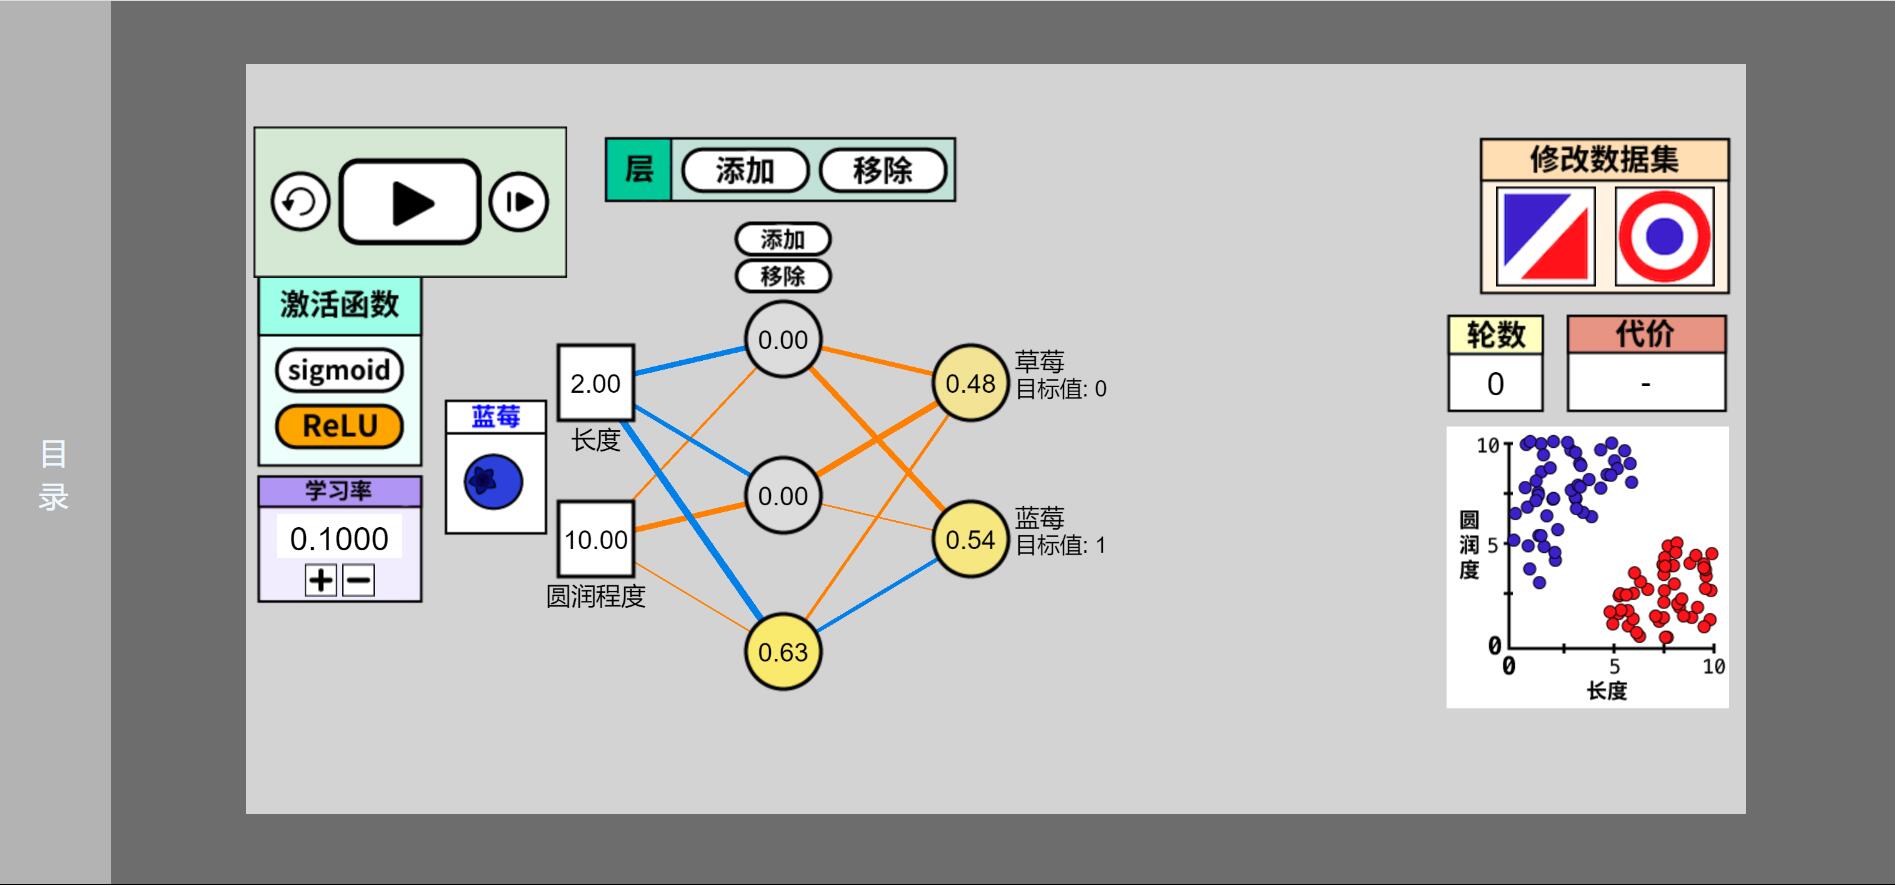 目
录
层
添加
移除
添加
移除
激活函数
sigmoid
ReLU
学习率
0.1000
蓝莓
2.00
长度
10.00
圆润程度
0.00
0.00
0.63
0.48
草莓
目标值: 0
0.54
蓝莓
目标值: 1
修改数据集
轮数
0
代价
-
10
5
0
圆
润
度
0
5
10
长度